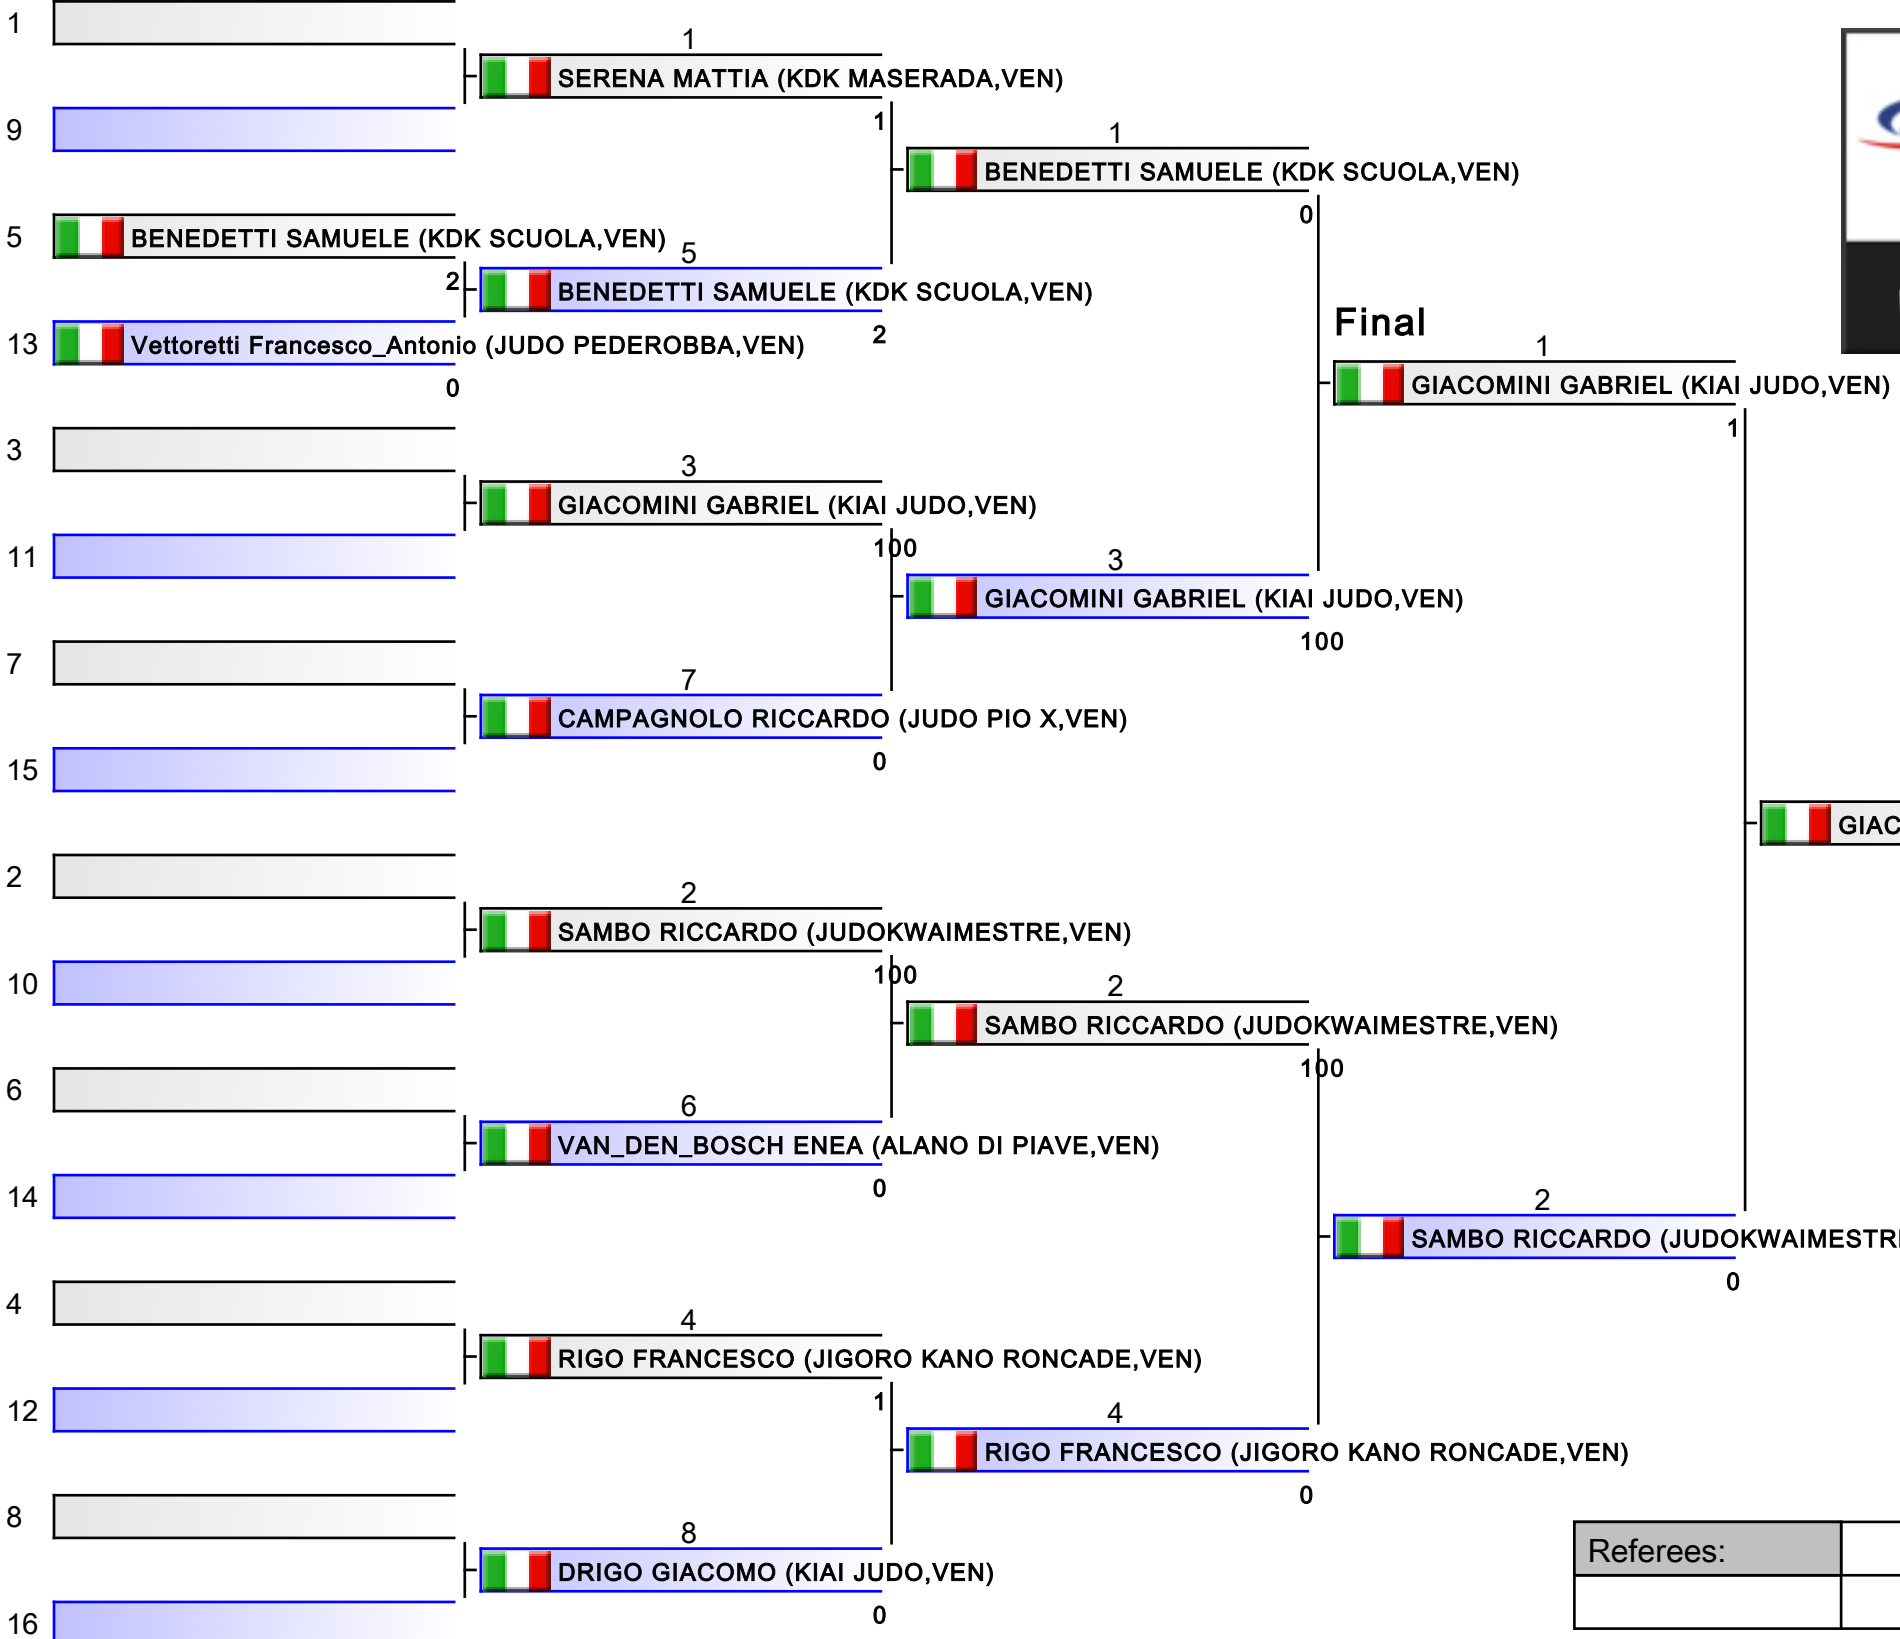 1
1
SERENA MATTIA (KDK MASERADA,VEN)
1
9
1
BENEDETTI SAMUELE (KDK SCUOLA,VEN)
0
5
BENEDETTI SAMUELE (KDK SCUOLA,VEN)
2
5
BENEDETTI SAMUELE (KDK SCUOLA,VEN)
2
13
Vettoretti Francesco_Antonio (JUDO PEDEROBBA,VEN)
0
Final
1
GIACOMINI GABRIEL (KIAI JUDO,VEN)
1
3
3
GIACOMINI GABRIEL (KIAI JUDO,VEN)
100
11
3
GIACOMINI GABRIEL (KIAI JUDO,VEN)
100
7
7
CAMPAGNOLO RICCARDO (JUDO PIO X,VEN)
0
15
GIAC
2
2
SAMBO RICCARDO (JUDOKWAIMESTRE,VEN)
100
10
2
SAMBO RICCARDO (JUDOKWAIMESTRE,VEN)
100
6
6
VAN_DEN_BOSCH ENEA (ALANO DI PIAVE,VEN)
0
14
2
SAMBO RICCARDO (JUDOKWAIMESTR
0
4
4
RIGO FRANCESCO (JIGORO KANO RONCADE,VEN)
1
12
4
RIGO FRANCESCO (JIGORO KANO RONCADE,VEN)
0
8
8
DRIGO GIACOMO (KIAI JUDO,VEN)
0
16
Referees: